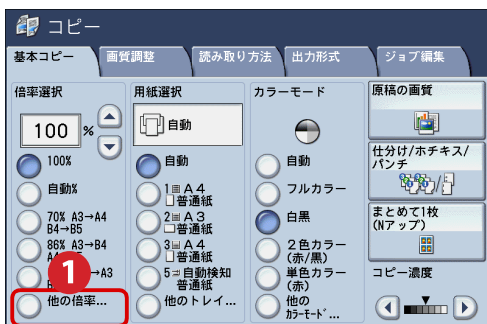 コピー
基本コピー
画質調整
読み取り方法
出力形式
ジョブ編集
倍率選択
100 %
100%
自動%
70% A3→A4
B4→B5
86% A3→B4
1
→A3
他の倍率...
用紙選択
自動
自動
1 A4
普通紙
2 A3
普通紙
3 A4
普通紙
5 自動検知
普通紙
他のトレイ...
カラーモード
自動
フルカラー
白黒
2色カラー
(赤/黒)
単色カラー
(赤)
他の
ｶﾗｰﾓｰﾄﾞ...
原稿の画質
仕分け/ホチキス/
パンチ
まとめて1枚
(Nアップ)
コピー濃度